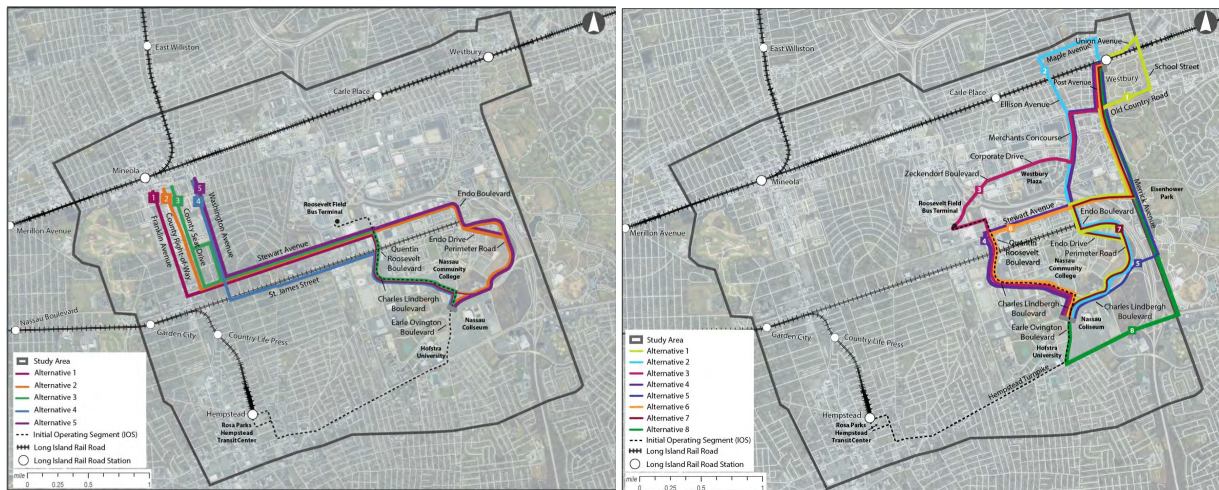 East Williston
Westbury
Carle Place
Mineola
Merillon Avenue
1
2
3
5
4
Franklin Avenue
County Right-of-Way
County Seat Drive
Washington Avenue
Roosevelt Field
Bus Terminal
Stewart Avenue
Endo Boulevard
Endo Drive
Perimeter Road
Quentin
Roosevelt
Boulevard
Nassau
Community
College
St. James Street
Charles Lindbergh
Boulevard
Nassau Boulevard
Garden City
Country Life Press
Earle Ovington
Boulevard
Nassau
Coliseum
Hofstra
University
Hempstead
Rosa Parks
Hempstead
Transit Center
Study Area
Alternative 1
Alternative 2
Alternative 3
Alternative 4
Alternative 5
Initial Operating Segment (IOS)
Long Island Rail Road
Long Island Rail Road Station
mile
0
0.25
0.5
1
East Williston
Union Avenue
Maple Avenue
2
Westbury
School Street
Post Avenue
Carle Place
1
Ellison Avenue
Old Country Road
Merchants Concourse
Corporate Drive
Zeckendorf Boulevard
Westbury
Plaza
3
Mineola
Merillon Avenue
Roosevelt Field
Bus Terminal
Merrick Avenue
Eisenhower
Park
Stewart Avenue
6
4
Endo Boulevard
7
Endo Drive
Perimeter Road
Quentin
Roosevelt
Boulevard
Nassau
Community
College
5
Charles Lindbergh
Boulevard
Charles Lindbergh
Boulevard
Nassau Boulevard
Garden City
Country Life Press
Earle Ovington
Boulevard
Nassau
Coliseum
8
Hofstra
University
Hempstead Turnpike
Hempstead
Rosa Parks
Hempstead
Transit Center
Study Area
Alternative 1
Alternative 2
Alternative 3
Alternative 4
Alternative 5
Alternative 6
Alternative 7
Alternative 8
Initial Operating Segment (IOS)
Long Island Rail Road
Long Island Rail Road Station
mile
0
0.25
0.5
1